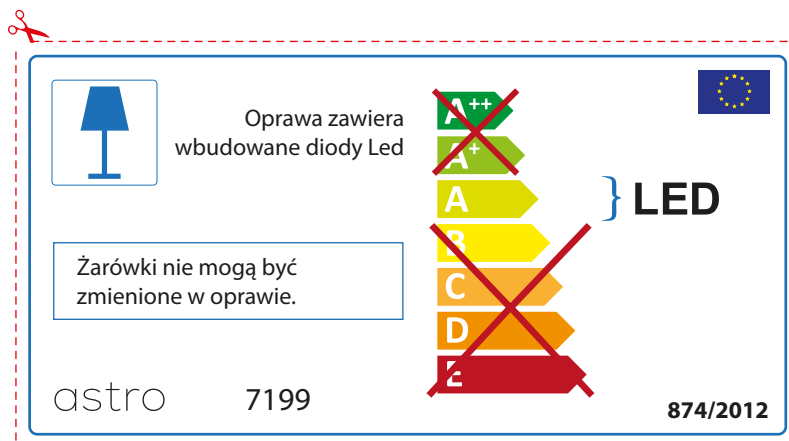 Oprawa zawiera
wbudowane diody Led
A++
A+
A
B
C
D
E
LED
Żarówki nie mogą być
zmienione w oprawie.
astro
7199
874/2012